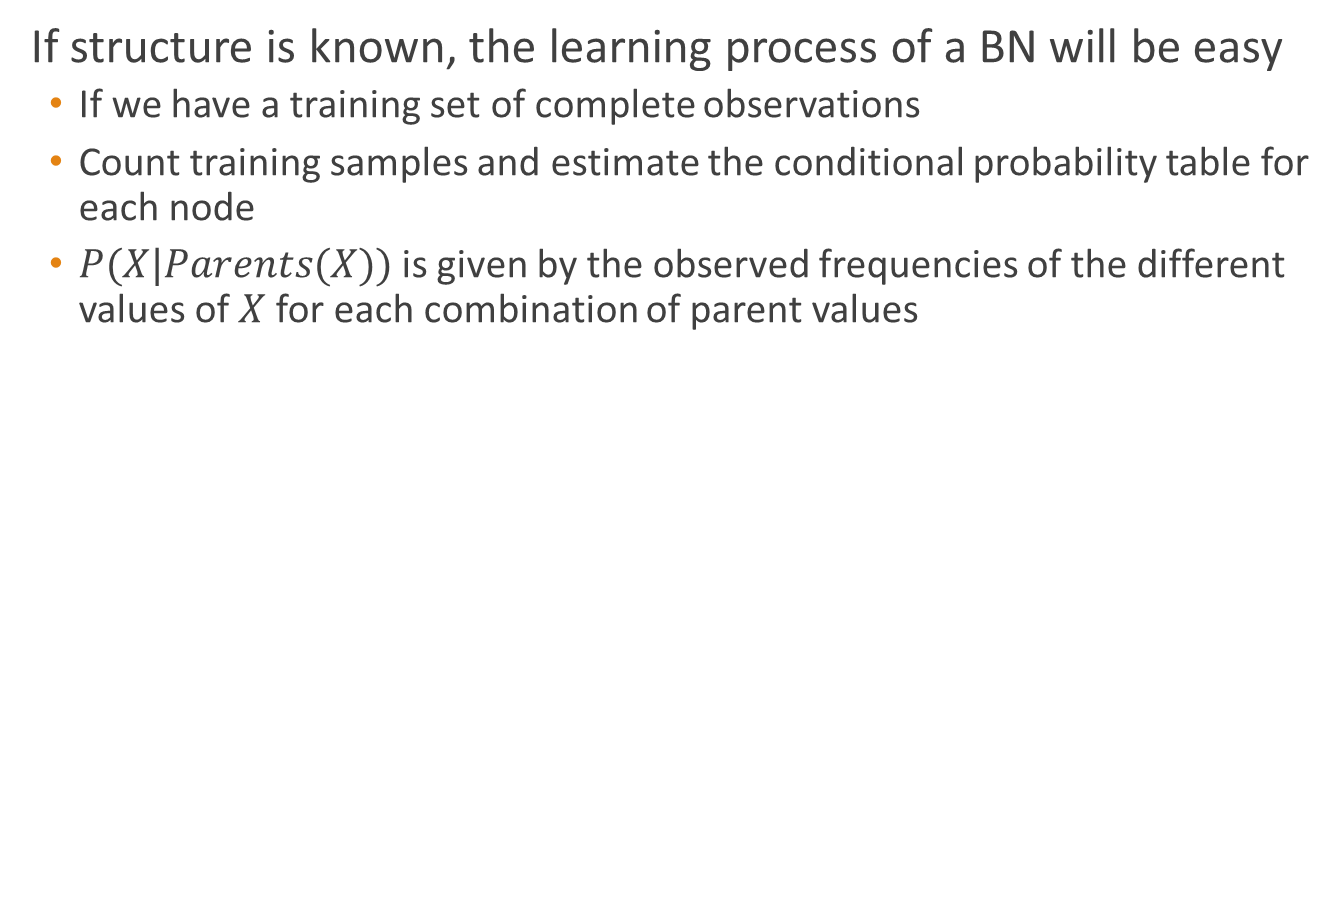 If structure is known, the learning process of a BN will be easy
• If we have a training set of complete observations
• Count training samples and estimate the conditional probability table for
each node
• P(X|Parents(X)) is given by the observed frequencies of the different
values of X for each combination of parent values